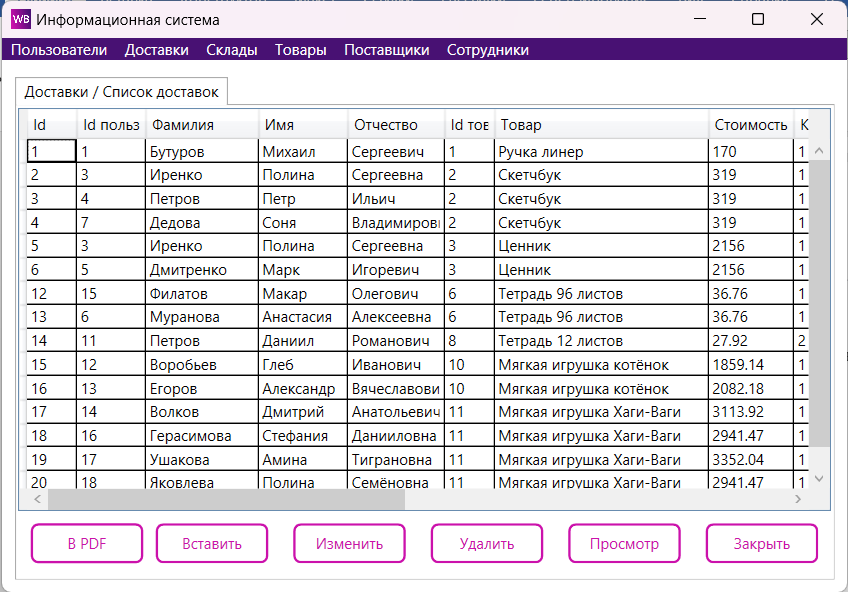 WB Информационная система
Пользователи Доставки Склады Товары Поставщики Сотрудники
Доставки / Список доставок
Id Id польз Фамилия Имя Отчество Id тов Товар Стоимость К
1 1 Бутуров Михаил Сергеевич 1 Ручка линер 170 1
2 3 Иренко Полина Сергеевна 2 Скетчбук 319 1
3 4 Петров Петр Ильич 2 Скетчбук 319 1
4 7 Дедова Соня Владимиров 2 Скетчбук 319 1
5 3 Иренко Полина Сергеевна 3 Ценник 2156 1
6 5 Дмитренко Марк Игоревич 3 Ценник 2156 1
12 15 Филатов Макар Олегович 6 Тетрадь 96 листов 36.76 1
13 6 Муранова Анастасия Алексеевна 6 Тетрадь 96 листов 36.76 1
14 11 Петров Даниил Романович 8 Тетрадь 12 листов 27.92 2
15 12 Воробьев Глеб Иванович 10 Мягкая игрушка котёнок 1859.14 1
16 13 Егоров Александр Вячеславови 10 Мягкая игрушка котёнок 2082.18 1
17 14 Волков Дмитрий Анатольевич 11 Мягкая игрушка Хаги-Ваги 3113.92 1
18 16 Герасимова Стефания Данииловна 11 Мягкая игрушка Хаги-Ваги 2941.47 1
19 17 Ушакова Амина Тиграновна 11 Мягкая игрушка Хаги-Ваги 3352.04 1
20 18 Яковлева Полина Семёновна 11 Мягкая игрушка Хаги-Ваги 2941.47 1
В PDF Вставить Изменить Удалить Просмотр Закрыть